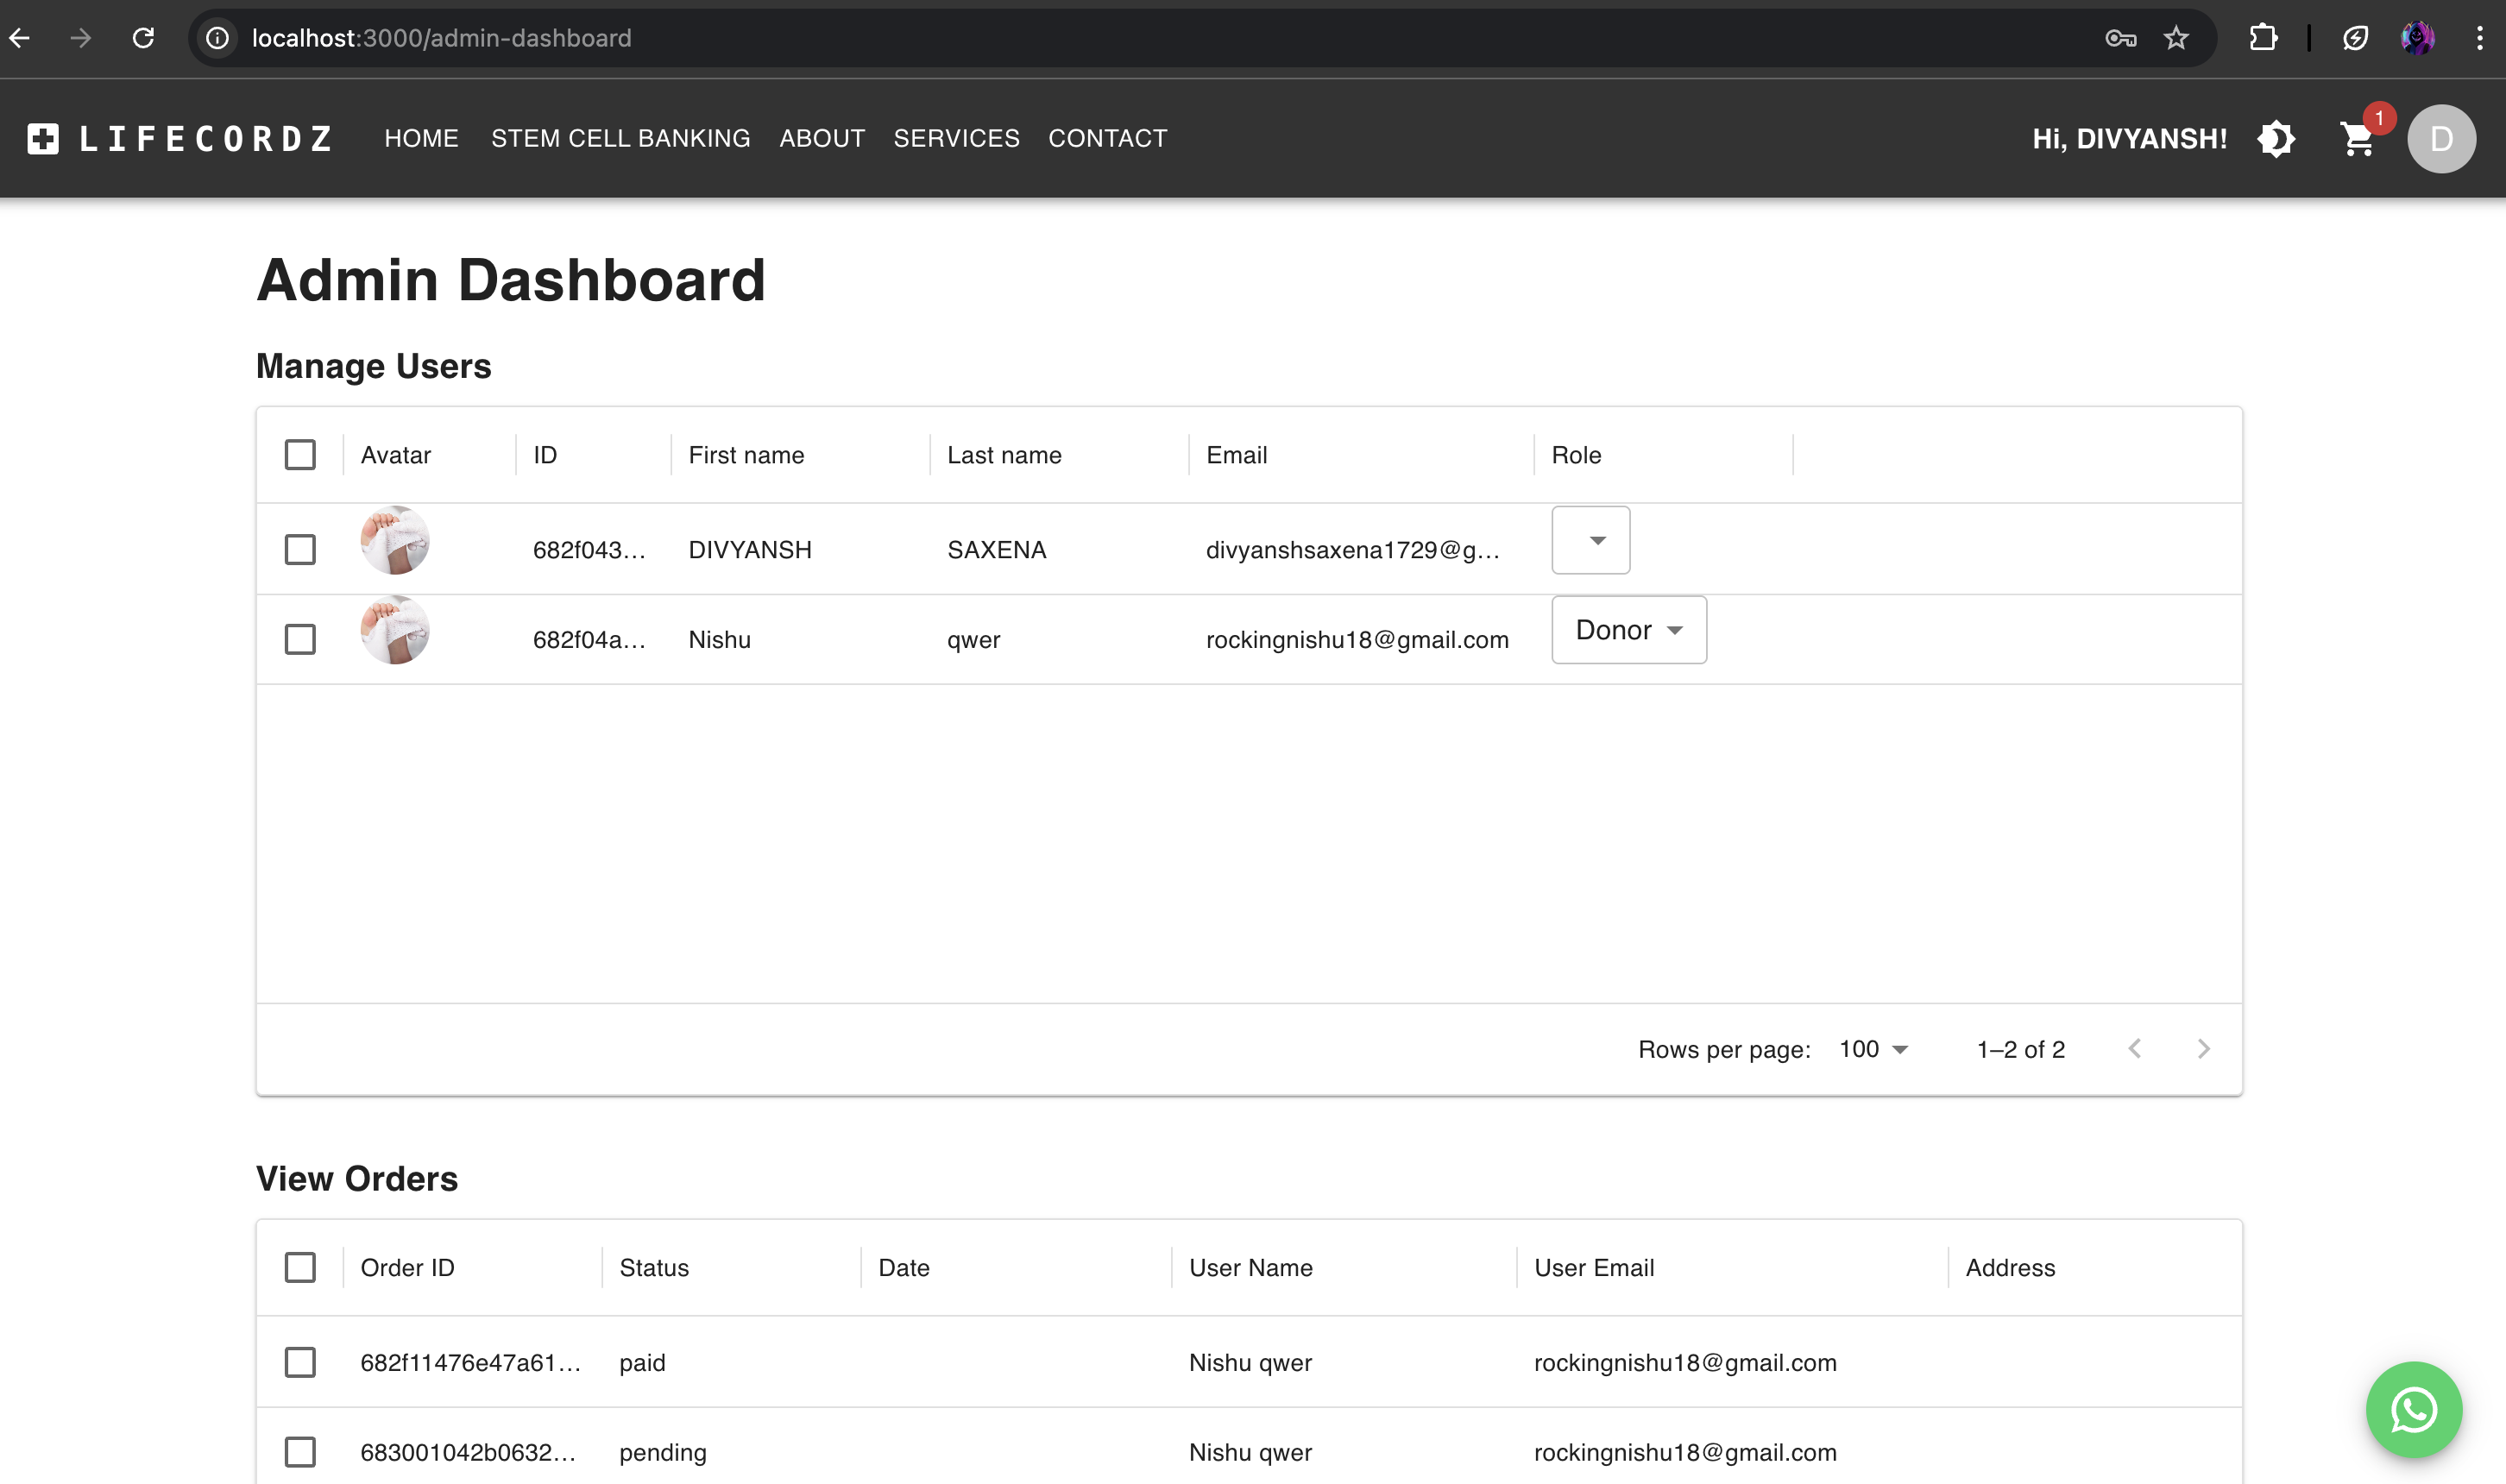 localhost:3000/admin-dashboard
LIFECORDZ HOME STEM CELL BANKING ABOUT SERVICES CONTACT Hi, DIVYANSH! 1 D
Admin Dashboard
Manage Users
Avatar ID First name Last name Email Role
682f043... DIVYANSH SAXENA divyanshsaxena1729@g...
682f04a... Nishu qwer rockingnishu18@gmail.com Donor
Rows per page: 100 1–2 of 2
View Orders
Order ID Status Date User Name User Email Address
682f11476e47a61... paid Nishu qwer rockingnishu18@gmail.com
683001042b0632... pending Nishu qwer rockingnishu18@gmail.com